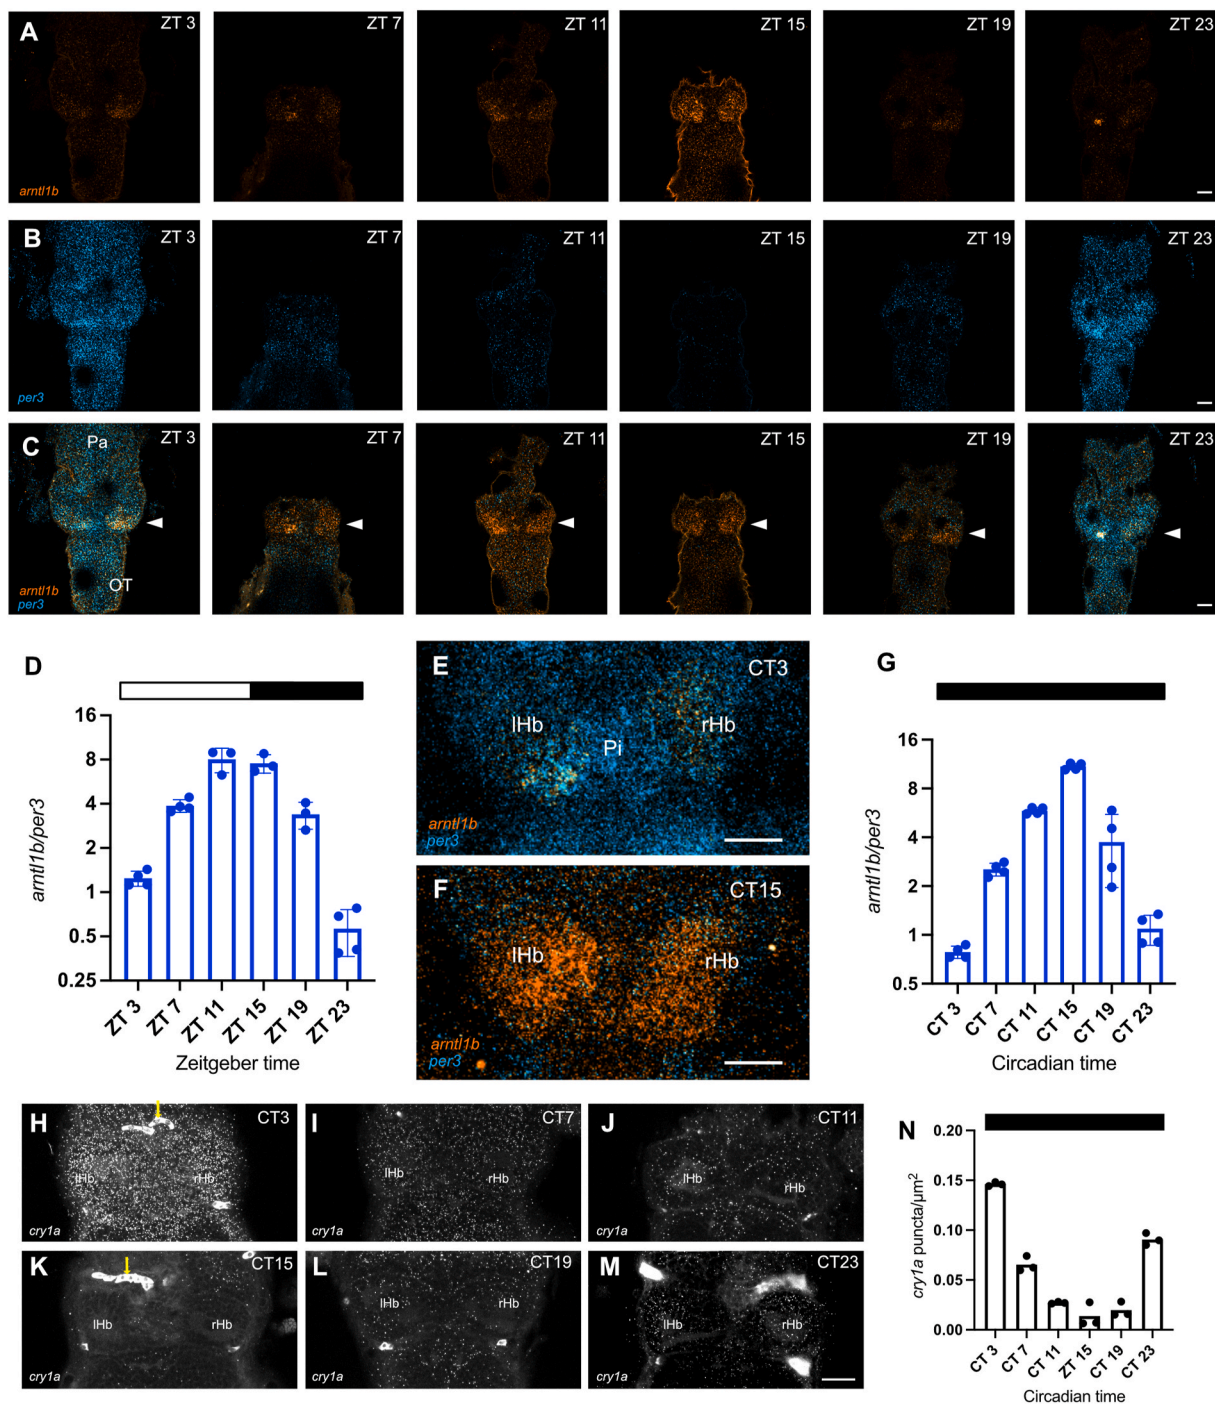 A ZT 3 ZT 7 ZT 11 ZT 15 ZT 19 ZT 23
arntl1b
B ZT 3 ZT 7 ZT 11 ZT 15 ZT 19 ZT 23
per3
C ZT 3 ZT 7 ZT 11 ZT 15 ZT 19 ZT 23
Pa
OT
arntl1b
per3
D
16
8
4
2
1
0.5
0.25
arntl1b/per3
ZT 3 ZT 7 ZT 11 ZT 15 ZT 19 ZT 23
Zeitgeber time
E CT3
lHb rHb
Pi
arntl1b
per3
F CT15
lHb rHb
arntl1b
per3
G
16
8
4
2
1
0.5
arntl1b/per3
CT 3 CT 7 CT 11 CT 15 CT 19 CT 23
Circadian time
H CT3
lHb rHb
cry1a
I CT7
lHb rHb
cry1a
J CT11
lHb rHb
cry1a
K CT15
lHb rHb
cry1a
L CT19
lHb rHb
cry1a
M CT23
lHb rHb
cry1a
N
0.20
0.15
0.10
0.05
0.00
cry1a puncta/µm²
CT 3 CT 7 CT 11 ZT 15 CT 19 CT 23
Circadian time